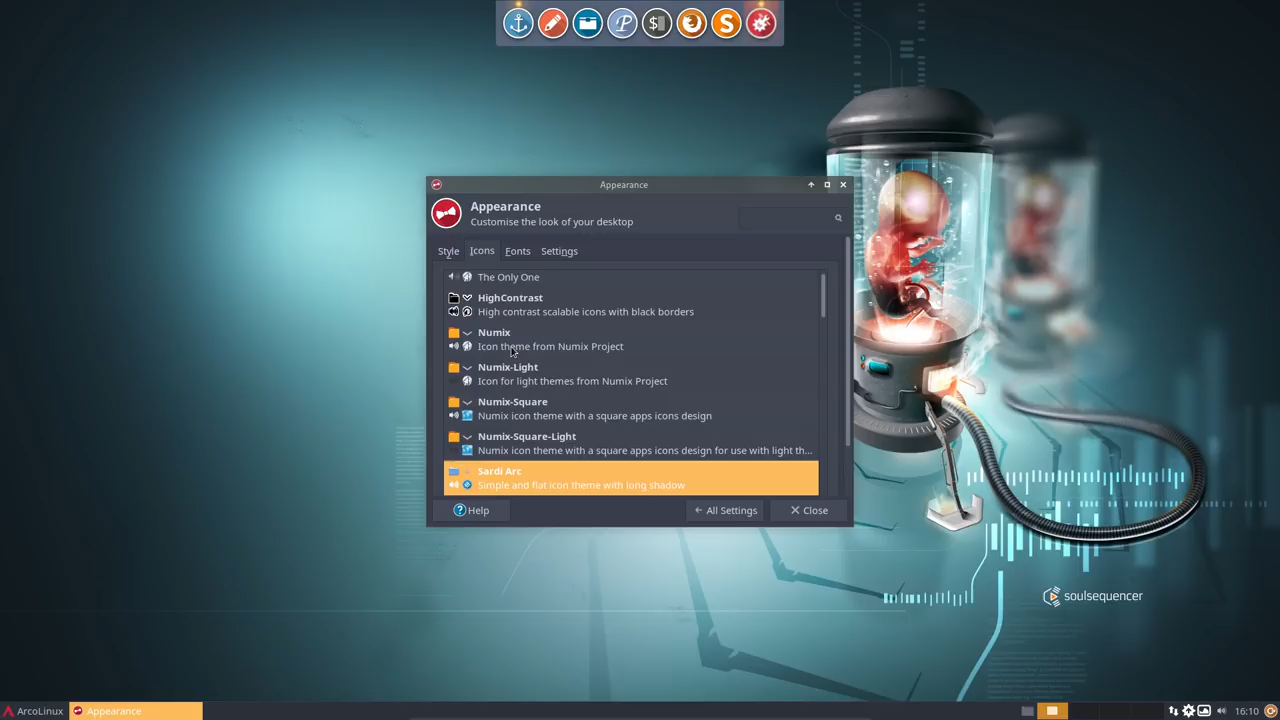 Appearance
Appearance
Customise the look of your desktop
Style
Icons
Fonts
Settings
The Only One
HighContrast
High contrast scalable icons with black borders
Numix
Icon theme from Numix Project
Numix-Light
Icon for light themes from Numix Project
Numix-Square
Numix icon theme with a square apps icons design
Numix-Square-Light
Numix icon theme with a square apps icons design for use with light th...
Sardi Arc
Simple and flat icon theme with long shadow
Help
All Settings
Close
soulsequencer
ArcoLinux
Appearance
16:10